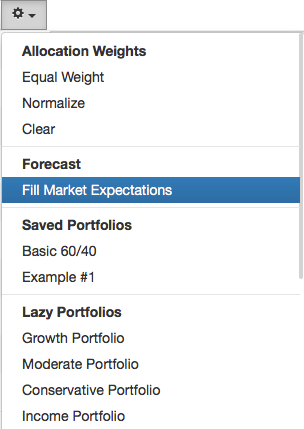 Allocation Weights
Equal Weight
Normalize
Clear
Forecast
Fill Market Expectations
Saved Portfolios
Basic 60/40
Example #1
Lazy Portfolios
Growth Portfolio
Moderate Portfolio
Conservative Portfolio
Income Portfolio